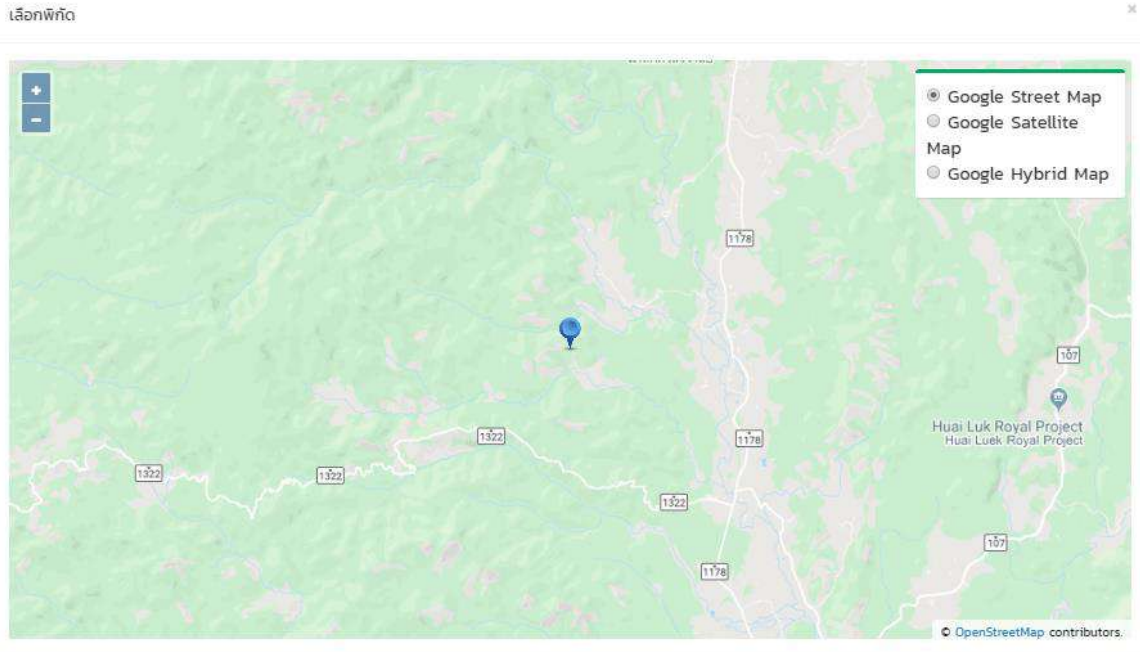 เลือกพิกัด
×
+
−
Google Street Map
Google Satellite
Map
Google Hybrid Map
1178
107
Huai Luk Royal Project
Huai Luek Royal Project
1322
1178
1322
1322
1322
107
1178
© OpenStreetMap contributors.